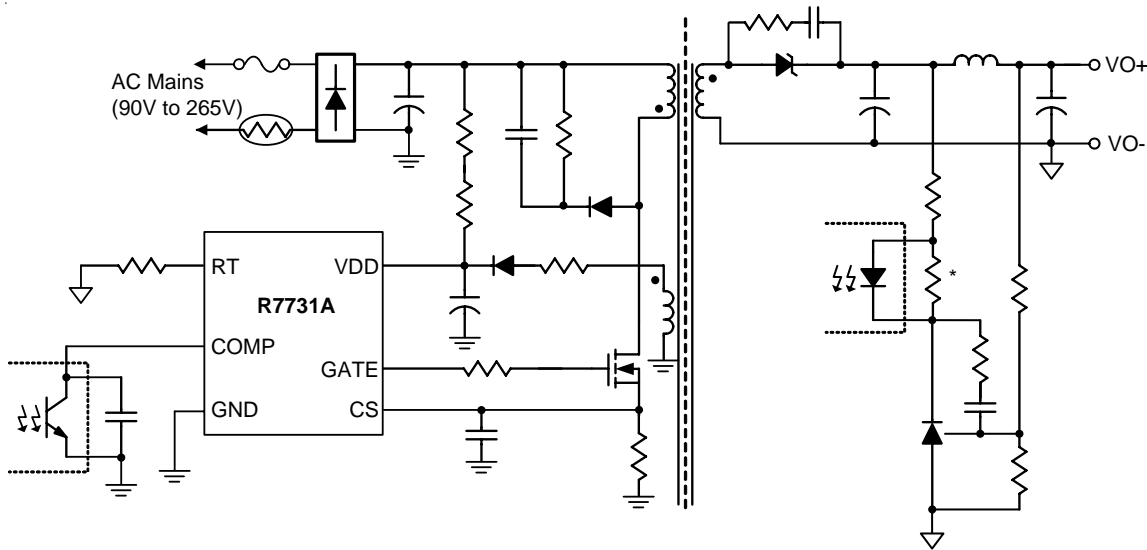 AC Mains
(90V to 265V)
VO+
VO-
RT
VDD
R7731A
COMP
GATE
GND
CS
*